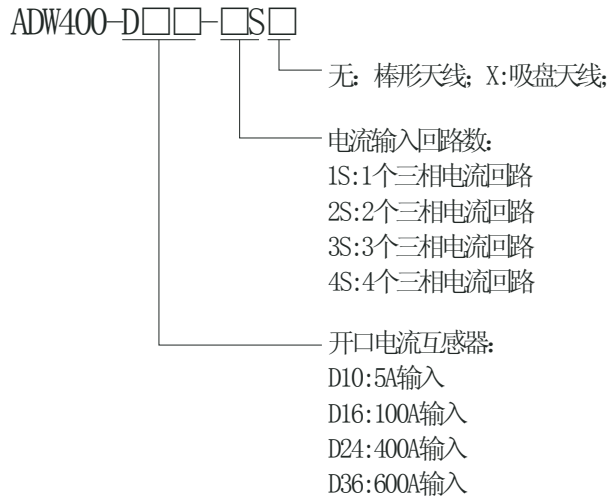 ADW400-D□□-□S□
无：棒形天线；X:吸盘天线；
电流输入回路数：
1S:1个三相电流回路
2S:2个三相电流回路
3S:3个三相电流回路
4S:4个三相电流回路
开口电流互感器：
D10:5A输入
D16:100A输入
D24:400A输入
D36:600A输入